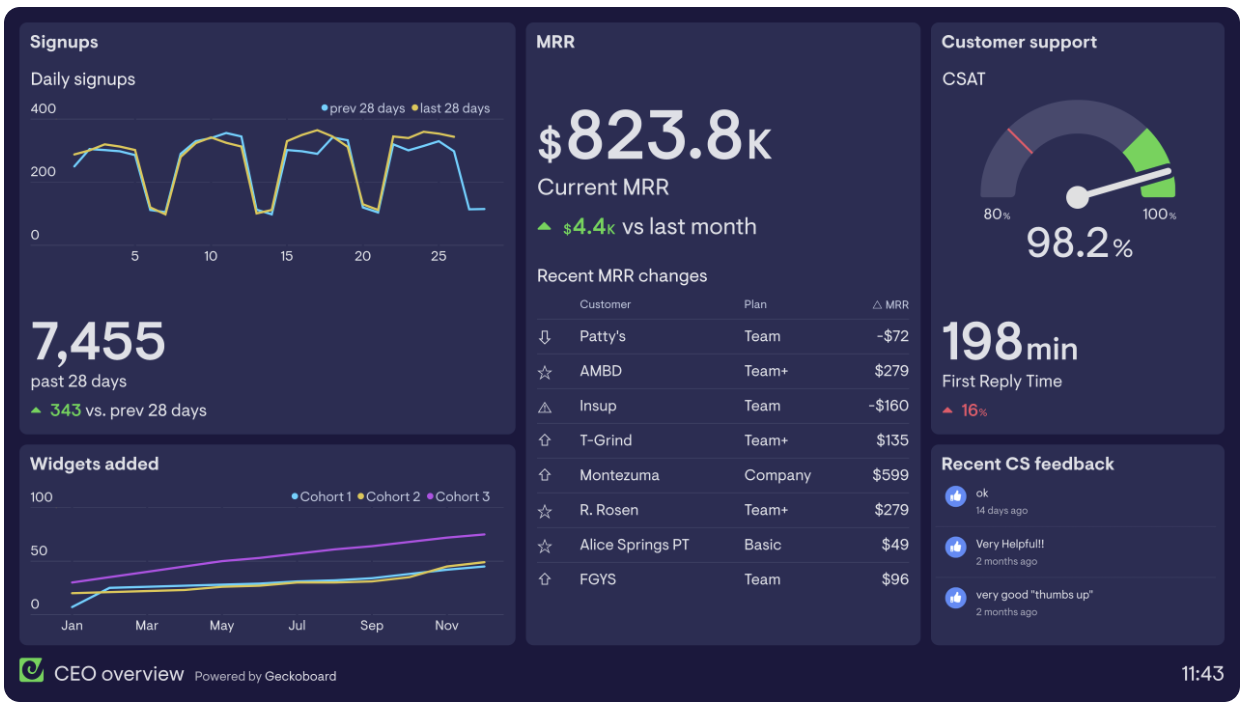 Signups
Daily signups
400
prev 28 days last 28 days
200
0
5 10 15 20 25
7,455
past 28 days
343 vs. prev 28 days
Widgets added
100
Cohort 1 Cohort 2 Cohort 3
50
0
Jan Mar May Jul Sep Nov
MRR
$823.8K
Current MRR
$4.4K vs last month
Recent MRR changes
Customer Plan △ MRR
Patty's Team -$72
AMBD Team+ $279
Insup Team -$160
T-Grind Team+ $135
Montezuma Company $599
R. Rosen Team+ $279
Alice Springs PT Basic $49
FGYS Team $96
Customer support
CSAT
80% 100%
98.2%
198min
First Reply Time
16%
Recent CS feedback
ok
14 days ago
Very Helpful!!
2 months ago
very good "thumbs up"
2 months ago
CEO overview Powered by Geckoboard
11:43